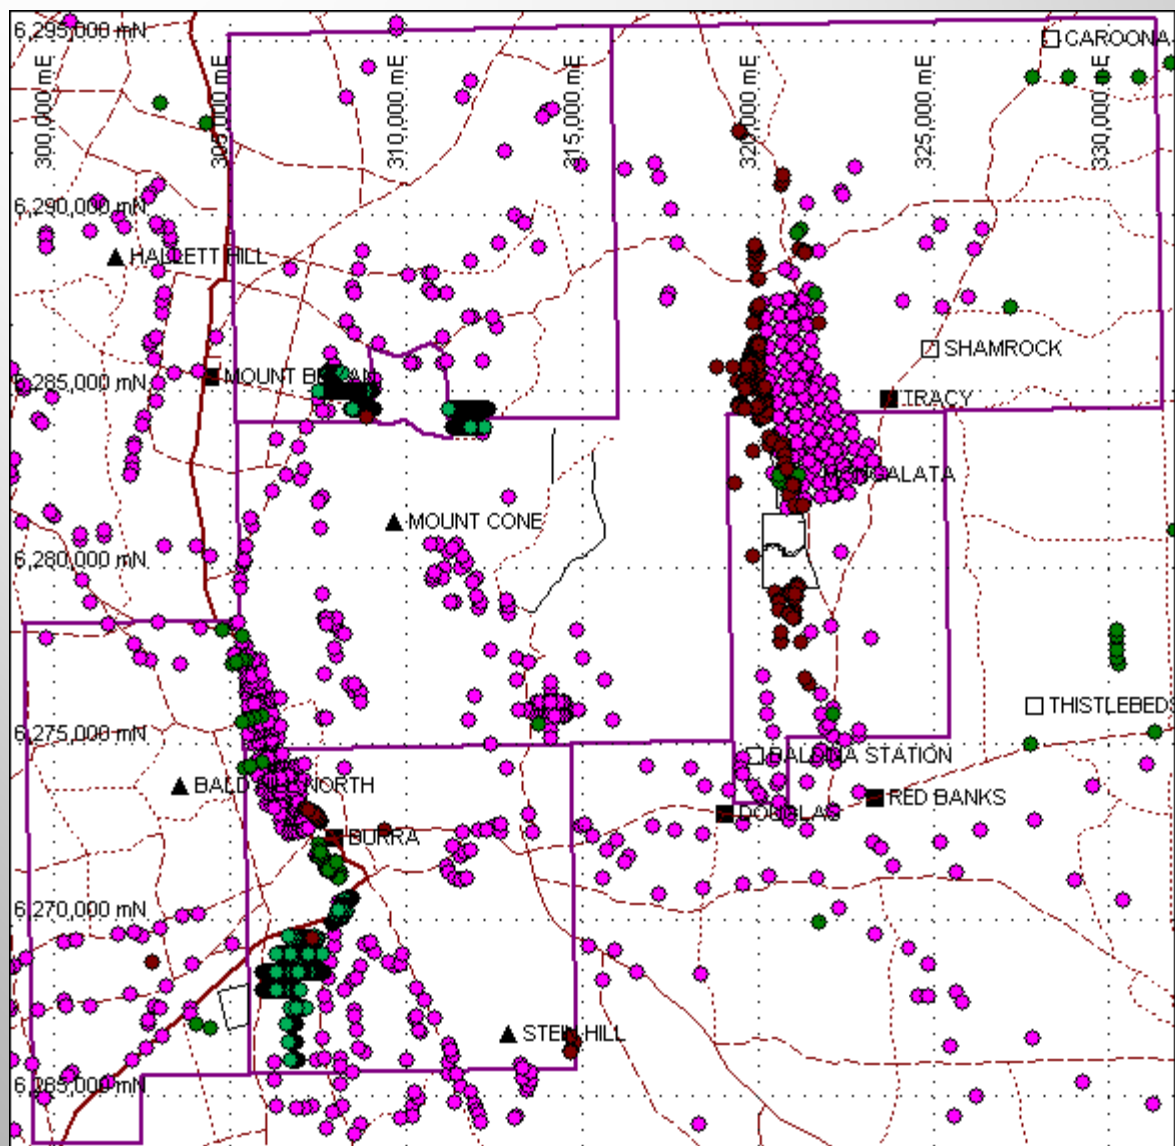 6,295,000 mN
CAROONA
300,000 mE
305,000 mE
310,000 mE
315,000 mE
320,000 mE
325,000 mE
330,000 mE
6,290,000 mN
HALLETT HILL
SHAMROCK
6,285,000 mN
MOUNT BRYAN
TRACY
MOUNT CONE
6,280,000 mN
THISTLEBEDS
6,275,000 mN
BALDINA STATION
BALD HILL NORTH
RED BANKS
DOUGLAS
BURRA
6,270,000 mN
STEIN HILL
6,265,000 mN